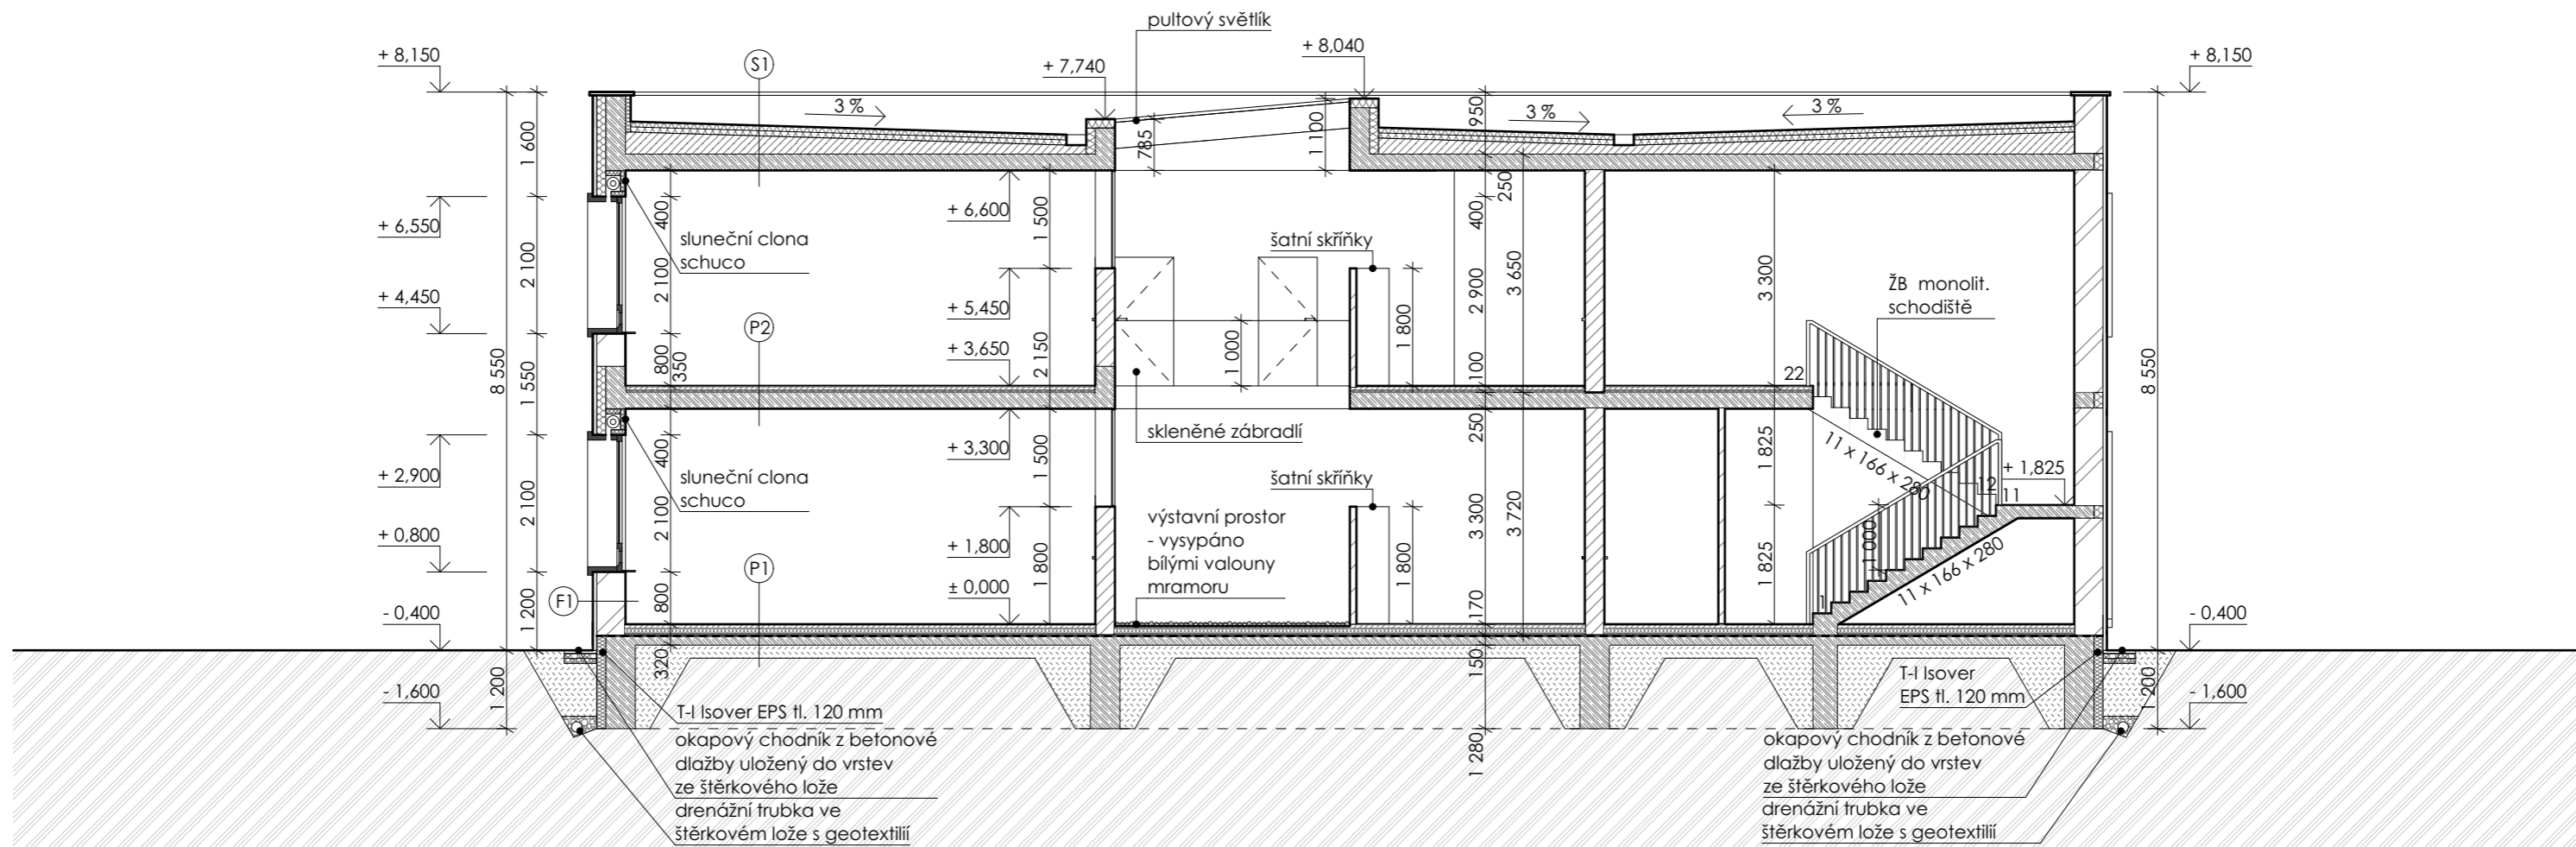 pultový světlík
+ 8,150
S1
+ 7,740
+ 8,040
+ 8,150
3 %
3 %
3 %
950
1 600
785
1 100
250
+ 6,550
400
+ 6,600
1 500
400
sluneční clona
schuco
šatní skříňky
2 100
2 100
2 900
3 650
3 300
ŽB monolit.
schodiště
+ 4,450
P2
+ 5,450
1 800
8 550
1 550
800
350
+ 3,650
2 150
1 000
100
22
8 550
skleněné zábradlí
+ 2,900
400
+ 3,300
1 500
250
1 825
11 x 166 x 280
+ 1,825
12
11
sluneční clona
schuco
šatní skříňky
2 100
2 100
výstavní prostor
- vysypáno
bílými valouny
mramoru
3 300
3 720
+ 0,800
+ 1,800
1 800
1 800
1 825
1 000
11 x 166 x 280
P1
± 0,000
F1
1 200
800
170
1
- 0,400
- 0,400
320
150
1 200
1 200
- 1,600
- 1,600
T-I Isover EPS tl. 120 mm
T-I Isover
EPS tl. 120 mm
1 280
okapový chodník z betonové
dlažby uložený do vrstev
ze štěrkového lože
drenážní trubka ve
štěrkovém lože s geotextilií
okapový chodník z betonové
dlažby uložený do vrstev
ze štěrkového lože
drenážní trubka ve
štěrkovém lože s geotextilií